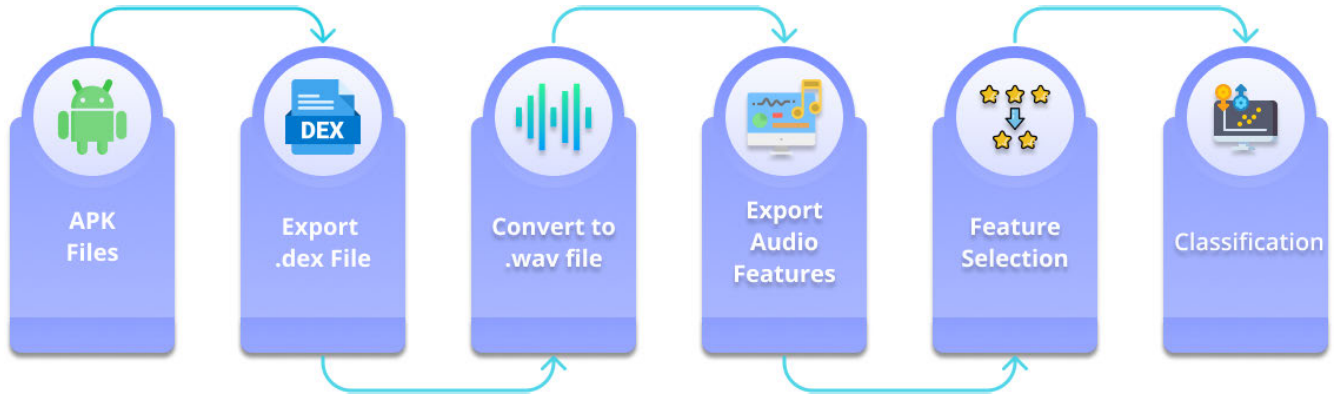 APK
Files
DEX
Export
.dex File
Convert to
.wav file
Export
Audio
Features
Feature
Selection
Classification